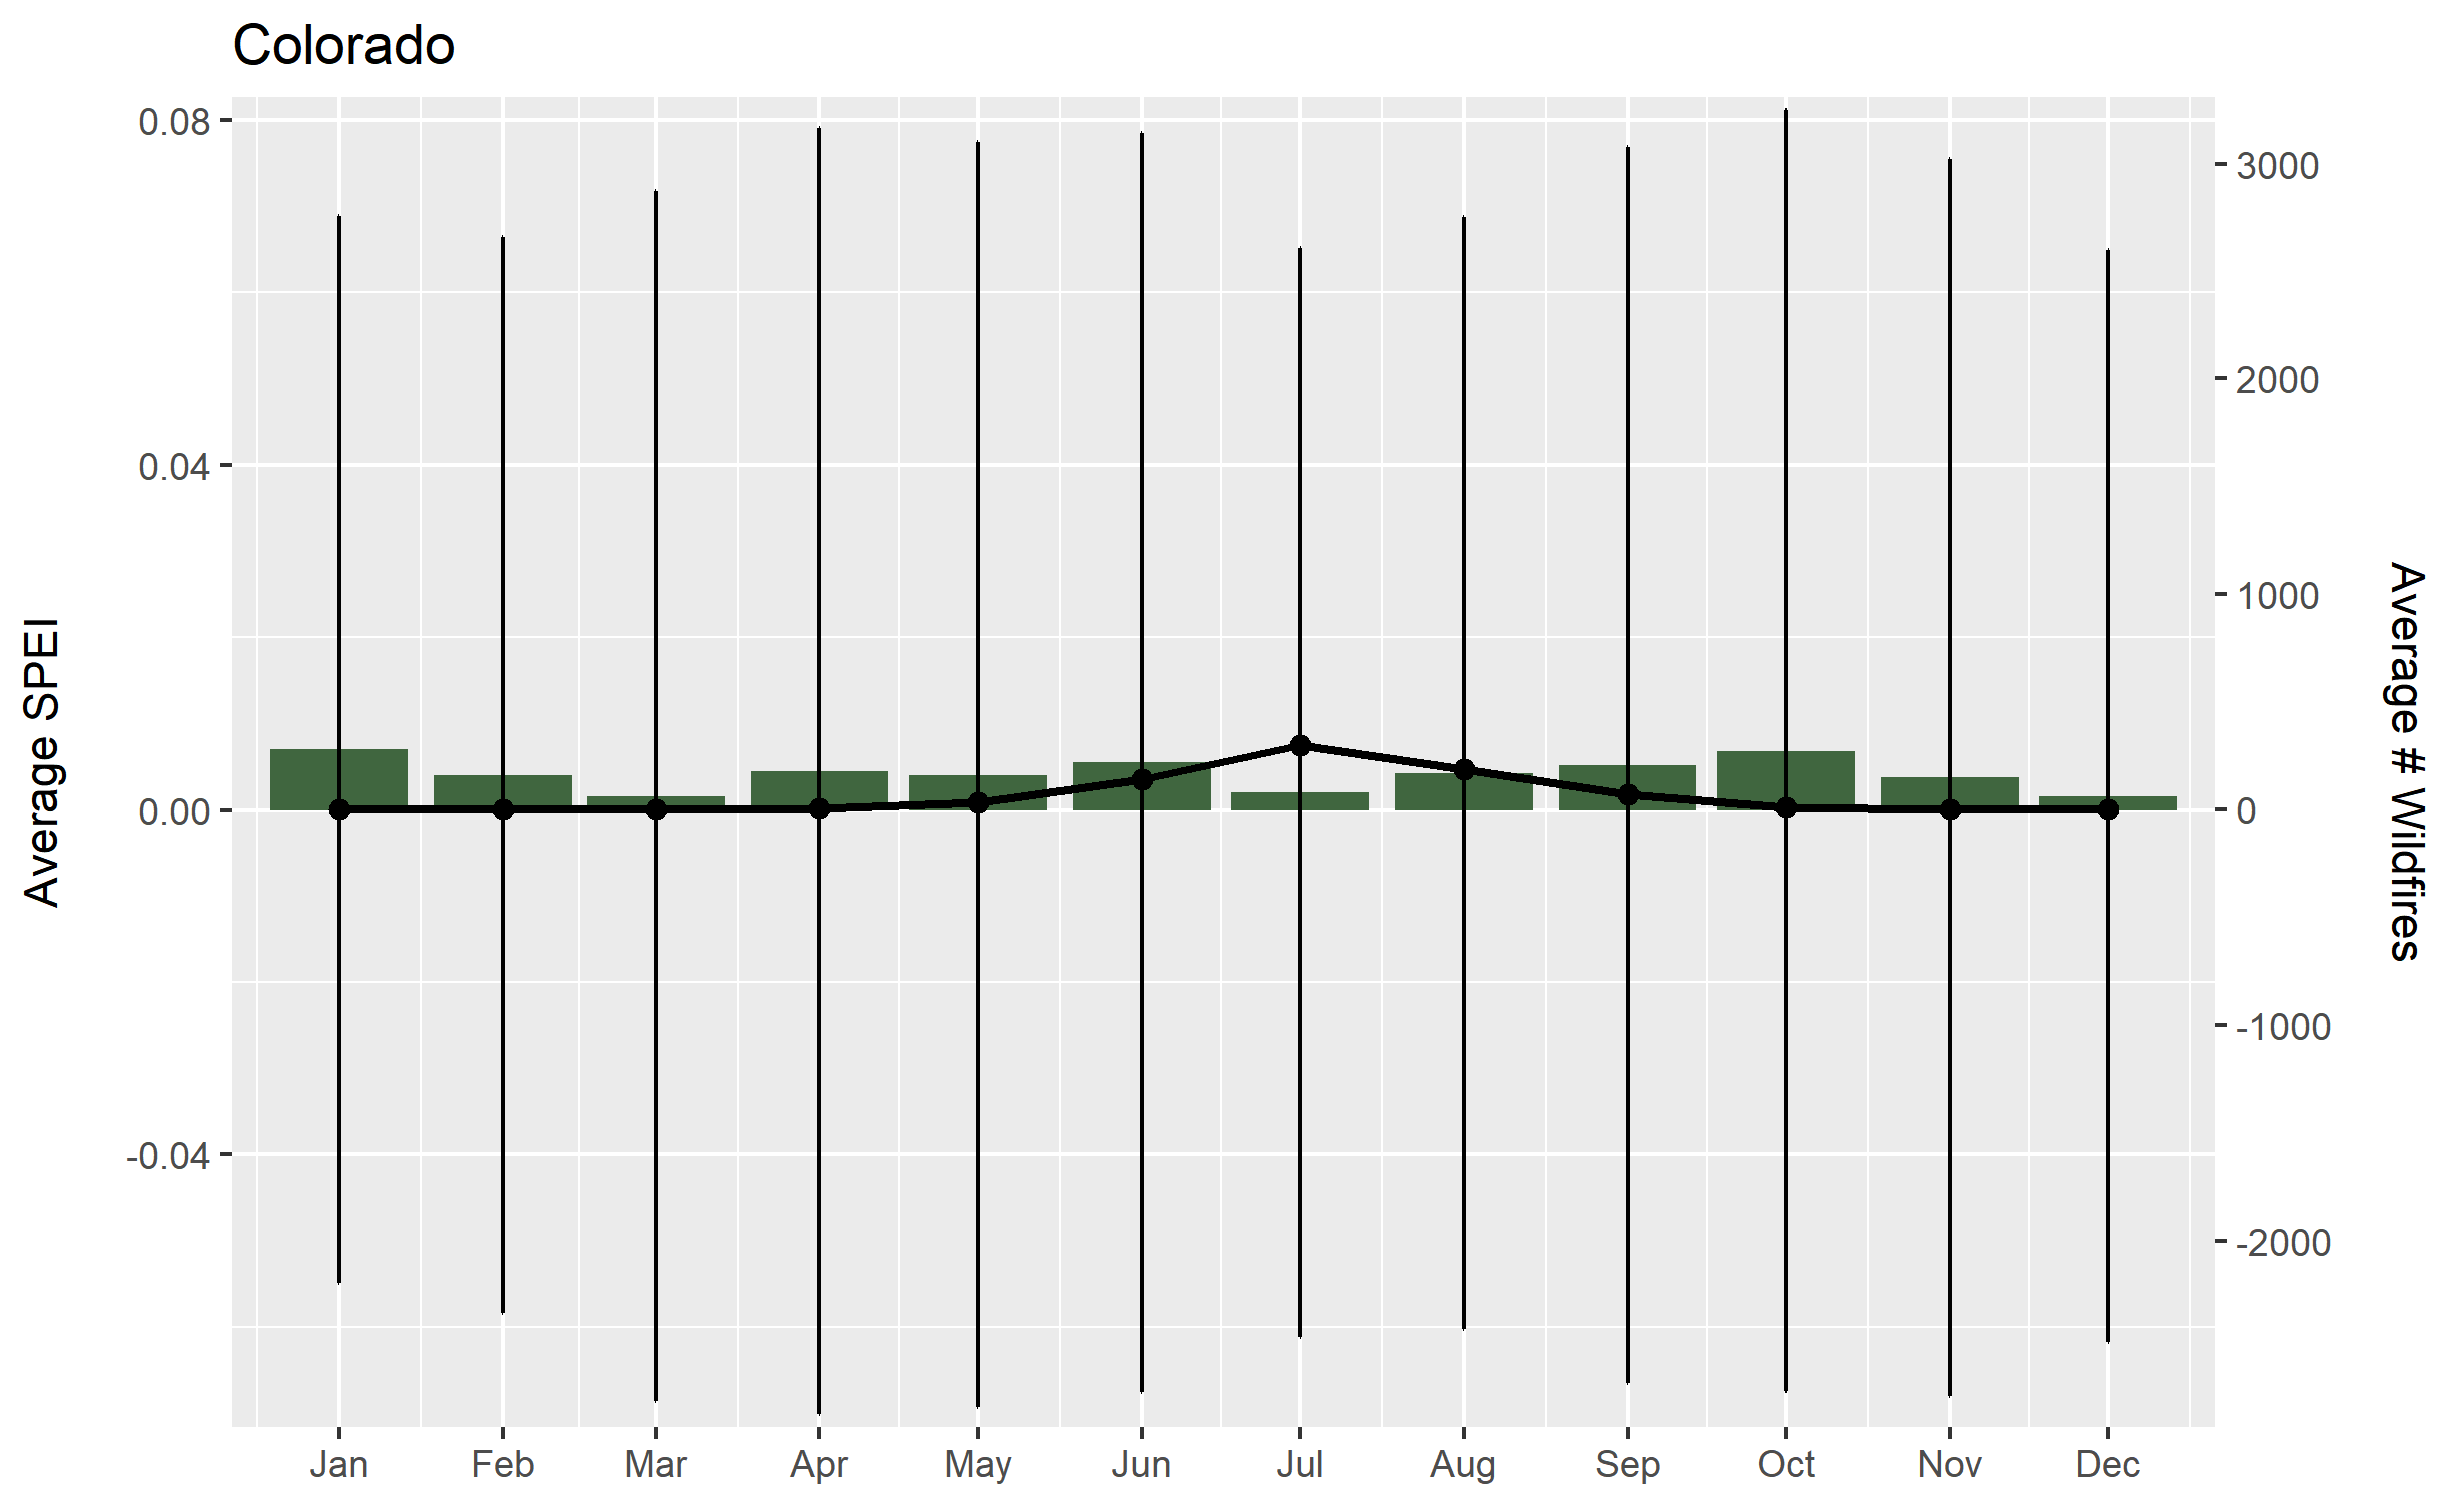 Colorado
0.08
0.04
0.00
-0.04
Average SPEI
3000
2000
1000
0
-1000
-2000
Average # Wildfires
Jan Feb Mar Apr May Jun Jul Aug Sep Oct Nov Dec